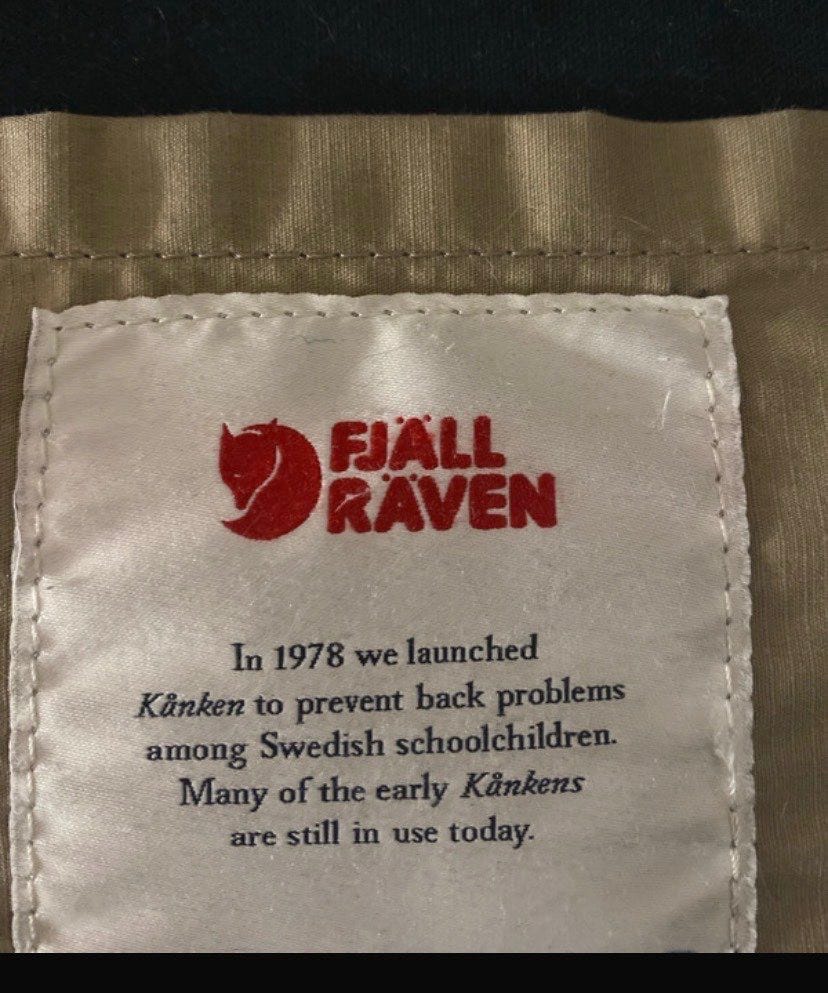 FJÄLL
RÄVEN
In 1978 we launched
Kånken to prevent back problems
among Swedish schoolchildren.
Many of the early Kånkens
are still in use today.